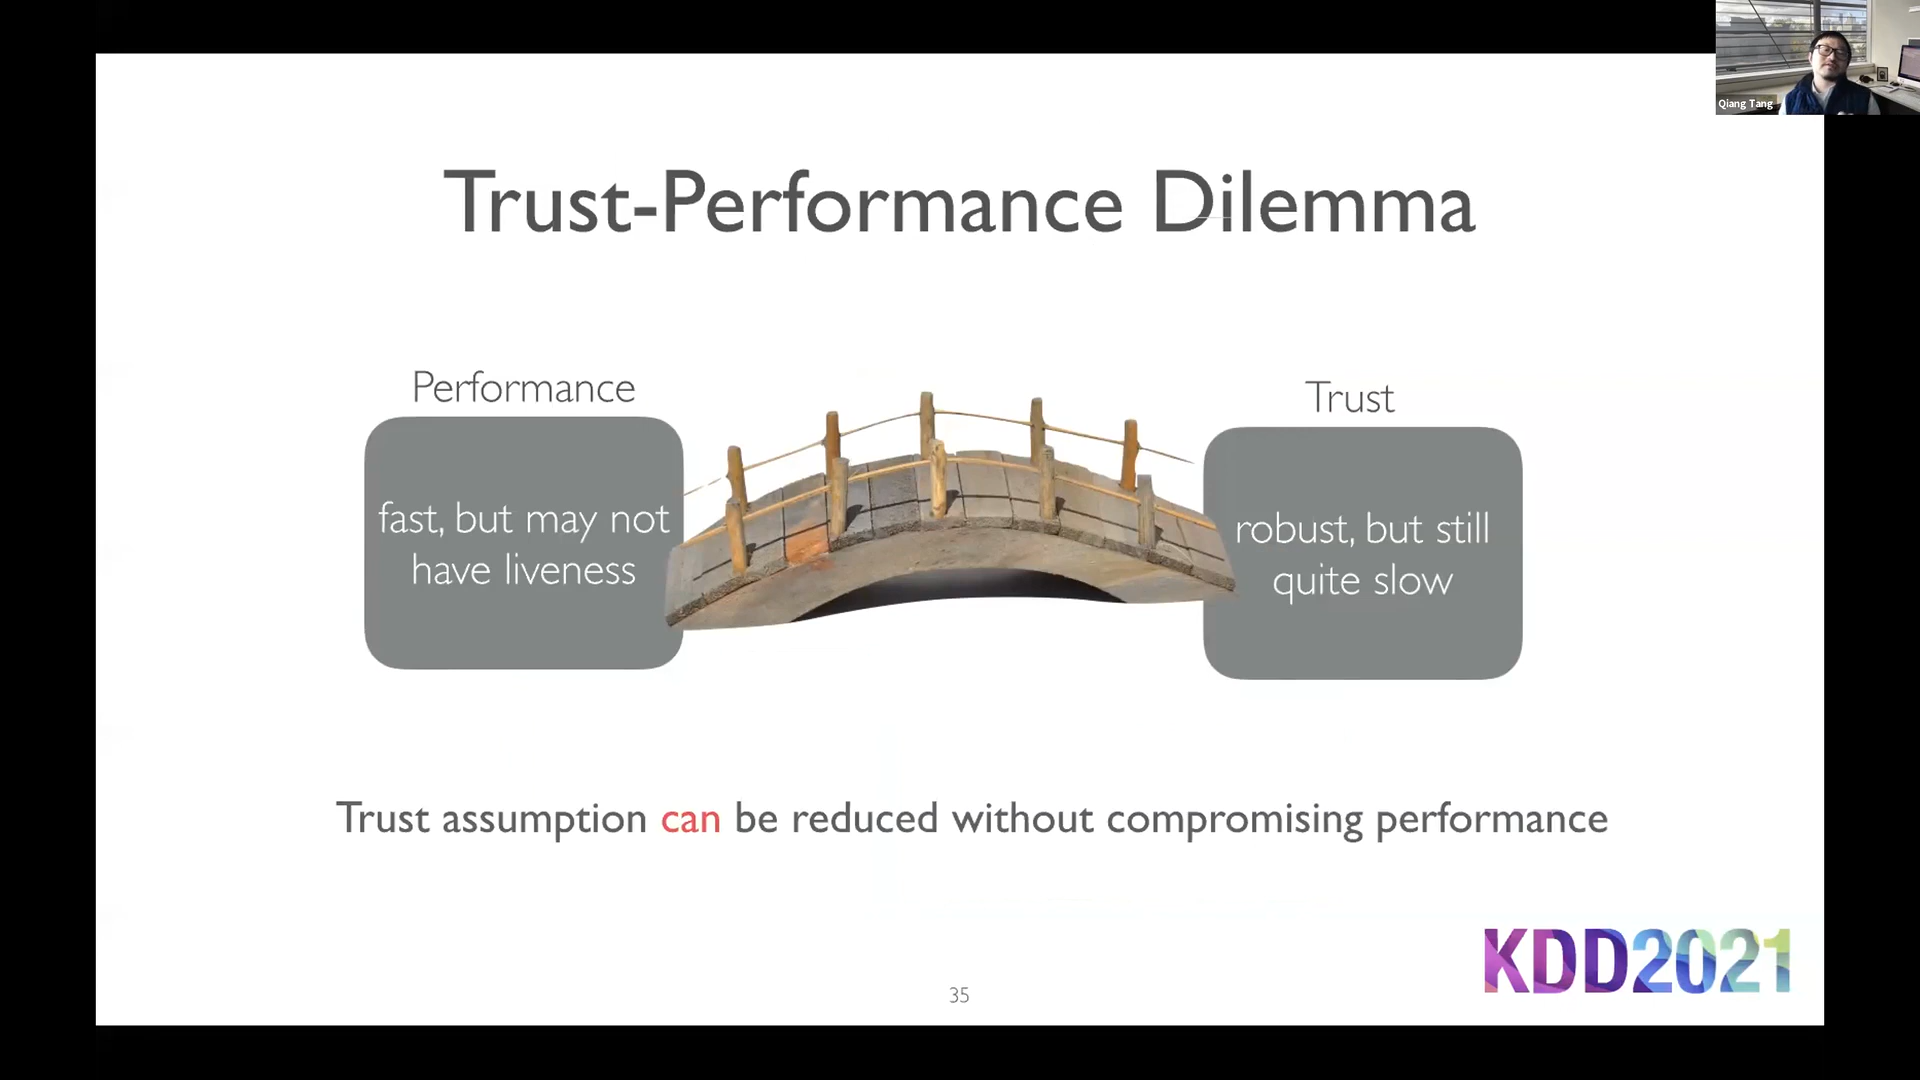 Qiang Tang
Trust-Performance Dilemma
Performance
Trust
fast, but may not
have liveness
robust, but still
quite slow
Trust assumption can be reduced without compromising performance
KDD2021
35